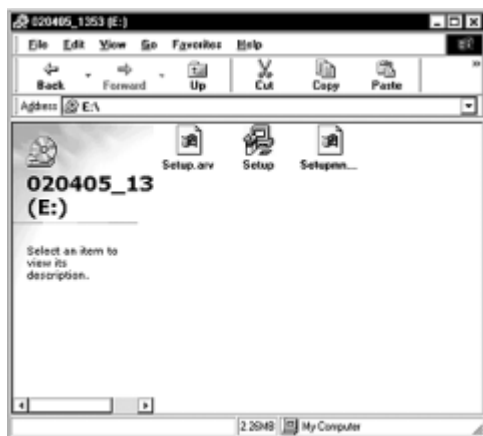 020405_1353 (E:)
File Edit View Go Favorites Help
Back Forward Up Cut Copy Paste »
Address E:\
020405_13
(E:)
Select an item to
view its
description.
Setup.arv Setup Setupnn...
2.26MB My Computer